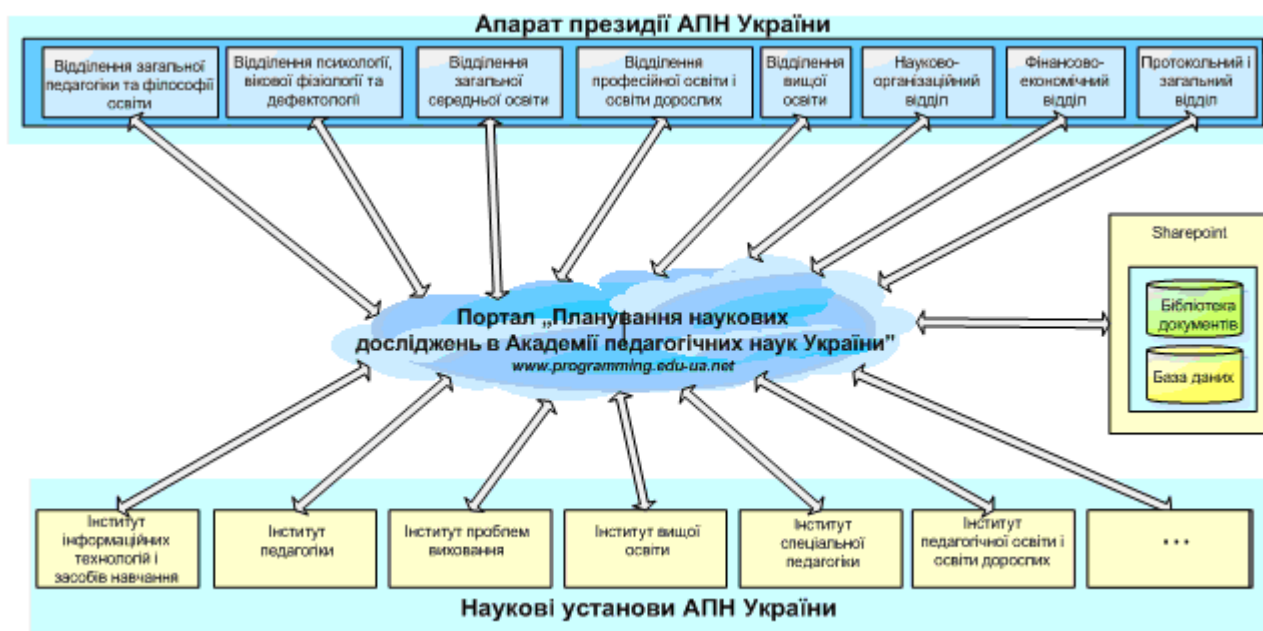 Апарат президії АПН України
Відділення загальної
педагогіки та філософії
освіти
Відділення психології,
вікової фізіології та
дефектології
Відділення
загальної
середньої освіти
Відділення
професійної освіти і
освіти дорослих
Відділення
вищої
освіти
Науково-
організаційний
відділ
Фінансово-
економічний
відділ
Протокольний і
загальний
відділ
Sharepoint
Бібліотека
документів
База даних
Портал „Планування наукових
досліджень в Академії педагогічних наук України"
www.programming.edu-ua.net
Інститут
інформаційних
технологій і
засобів навчання
Інститут
педагогіки
Інститут проблем
виховання
Інститут вищої
освіти
Інститут
спеціальної
педагогіки
Інститут
педагогічної освіти і
освіти дорослих
...
Наукові установи АПН України